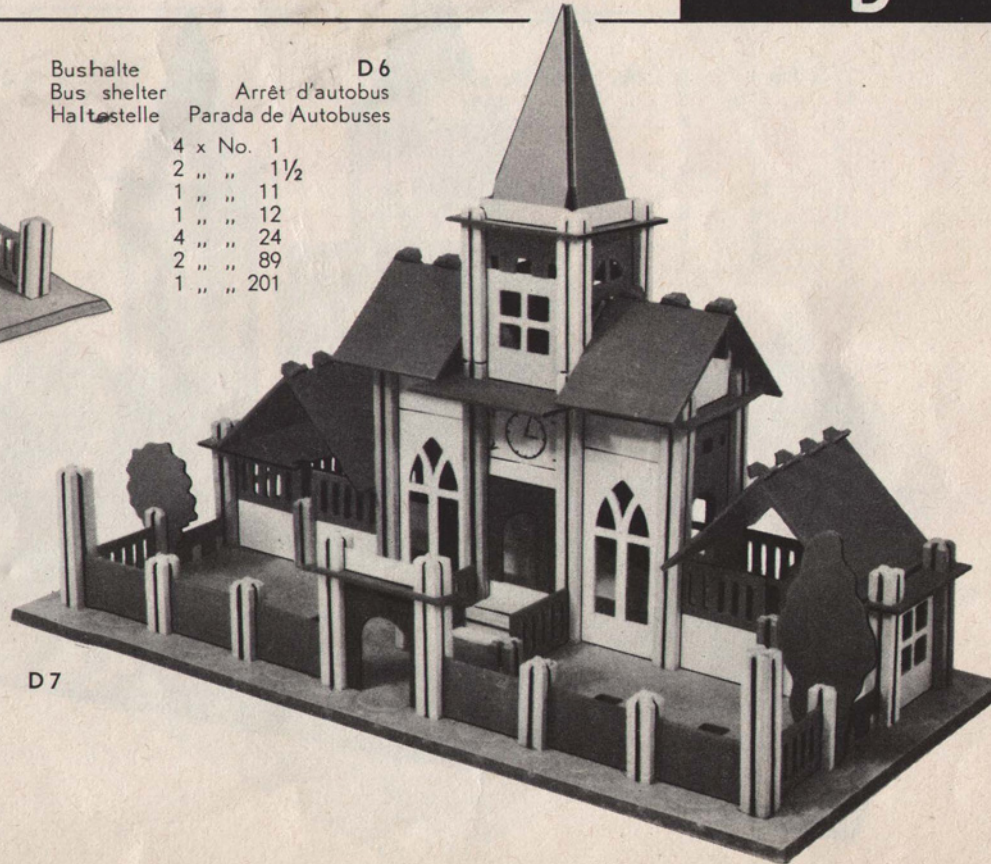 D
Bushalte D 6
Bus shelter Arrêt d'autobus
Haltestelle Parada de Autobuses
4 x No. 1
2 „ „ 1½
1 „ „ 11
1 „ „ 12
4 „ „ 24
2 „ „ 89
1 „ „ 201
D 7